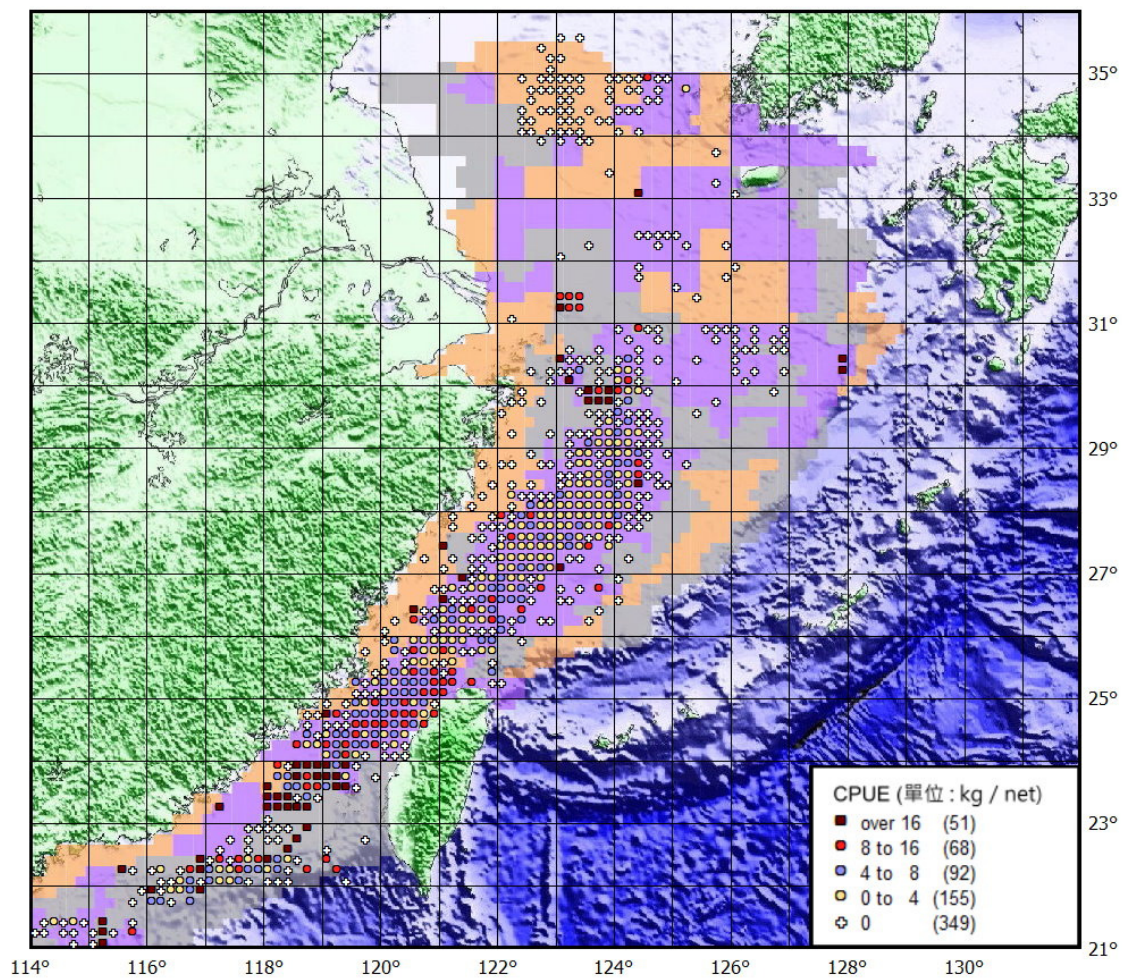 35°
33°
31°
29°
27°
25°
23°
21°
CPUE (單位 : kg / net)
over 16 (51)
8 to 16 (68)
4 to 8 (92)
0 to 4 (155)
0 (349)
114° 116° 118° 120° 122° 124° 126° 128° 130°